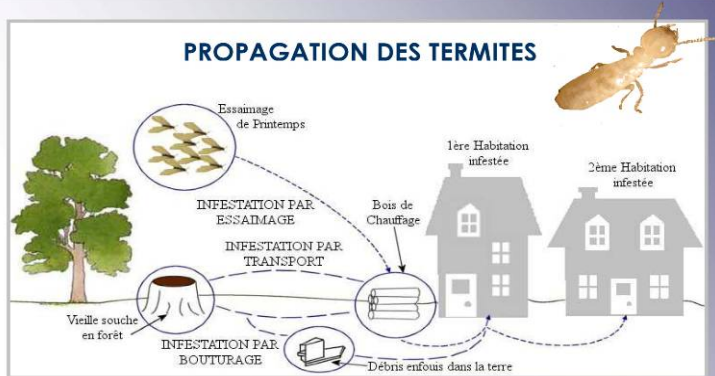 PROPAGATION DES TERMITES
Essaimage
de Printemps
1ère Habitation
infestée
2ème Habitation
infestée
INFESTATION PAR
ESSAIMAGE
Bois de
Chauffage
INFESTATION PAR
TRANSPORT
Vieille souche
en forêt
INFESTATION PAR
BOUTURAGE
Débris enfouis dans la terre